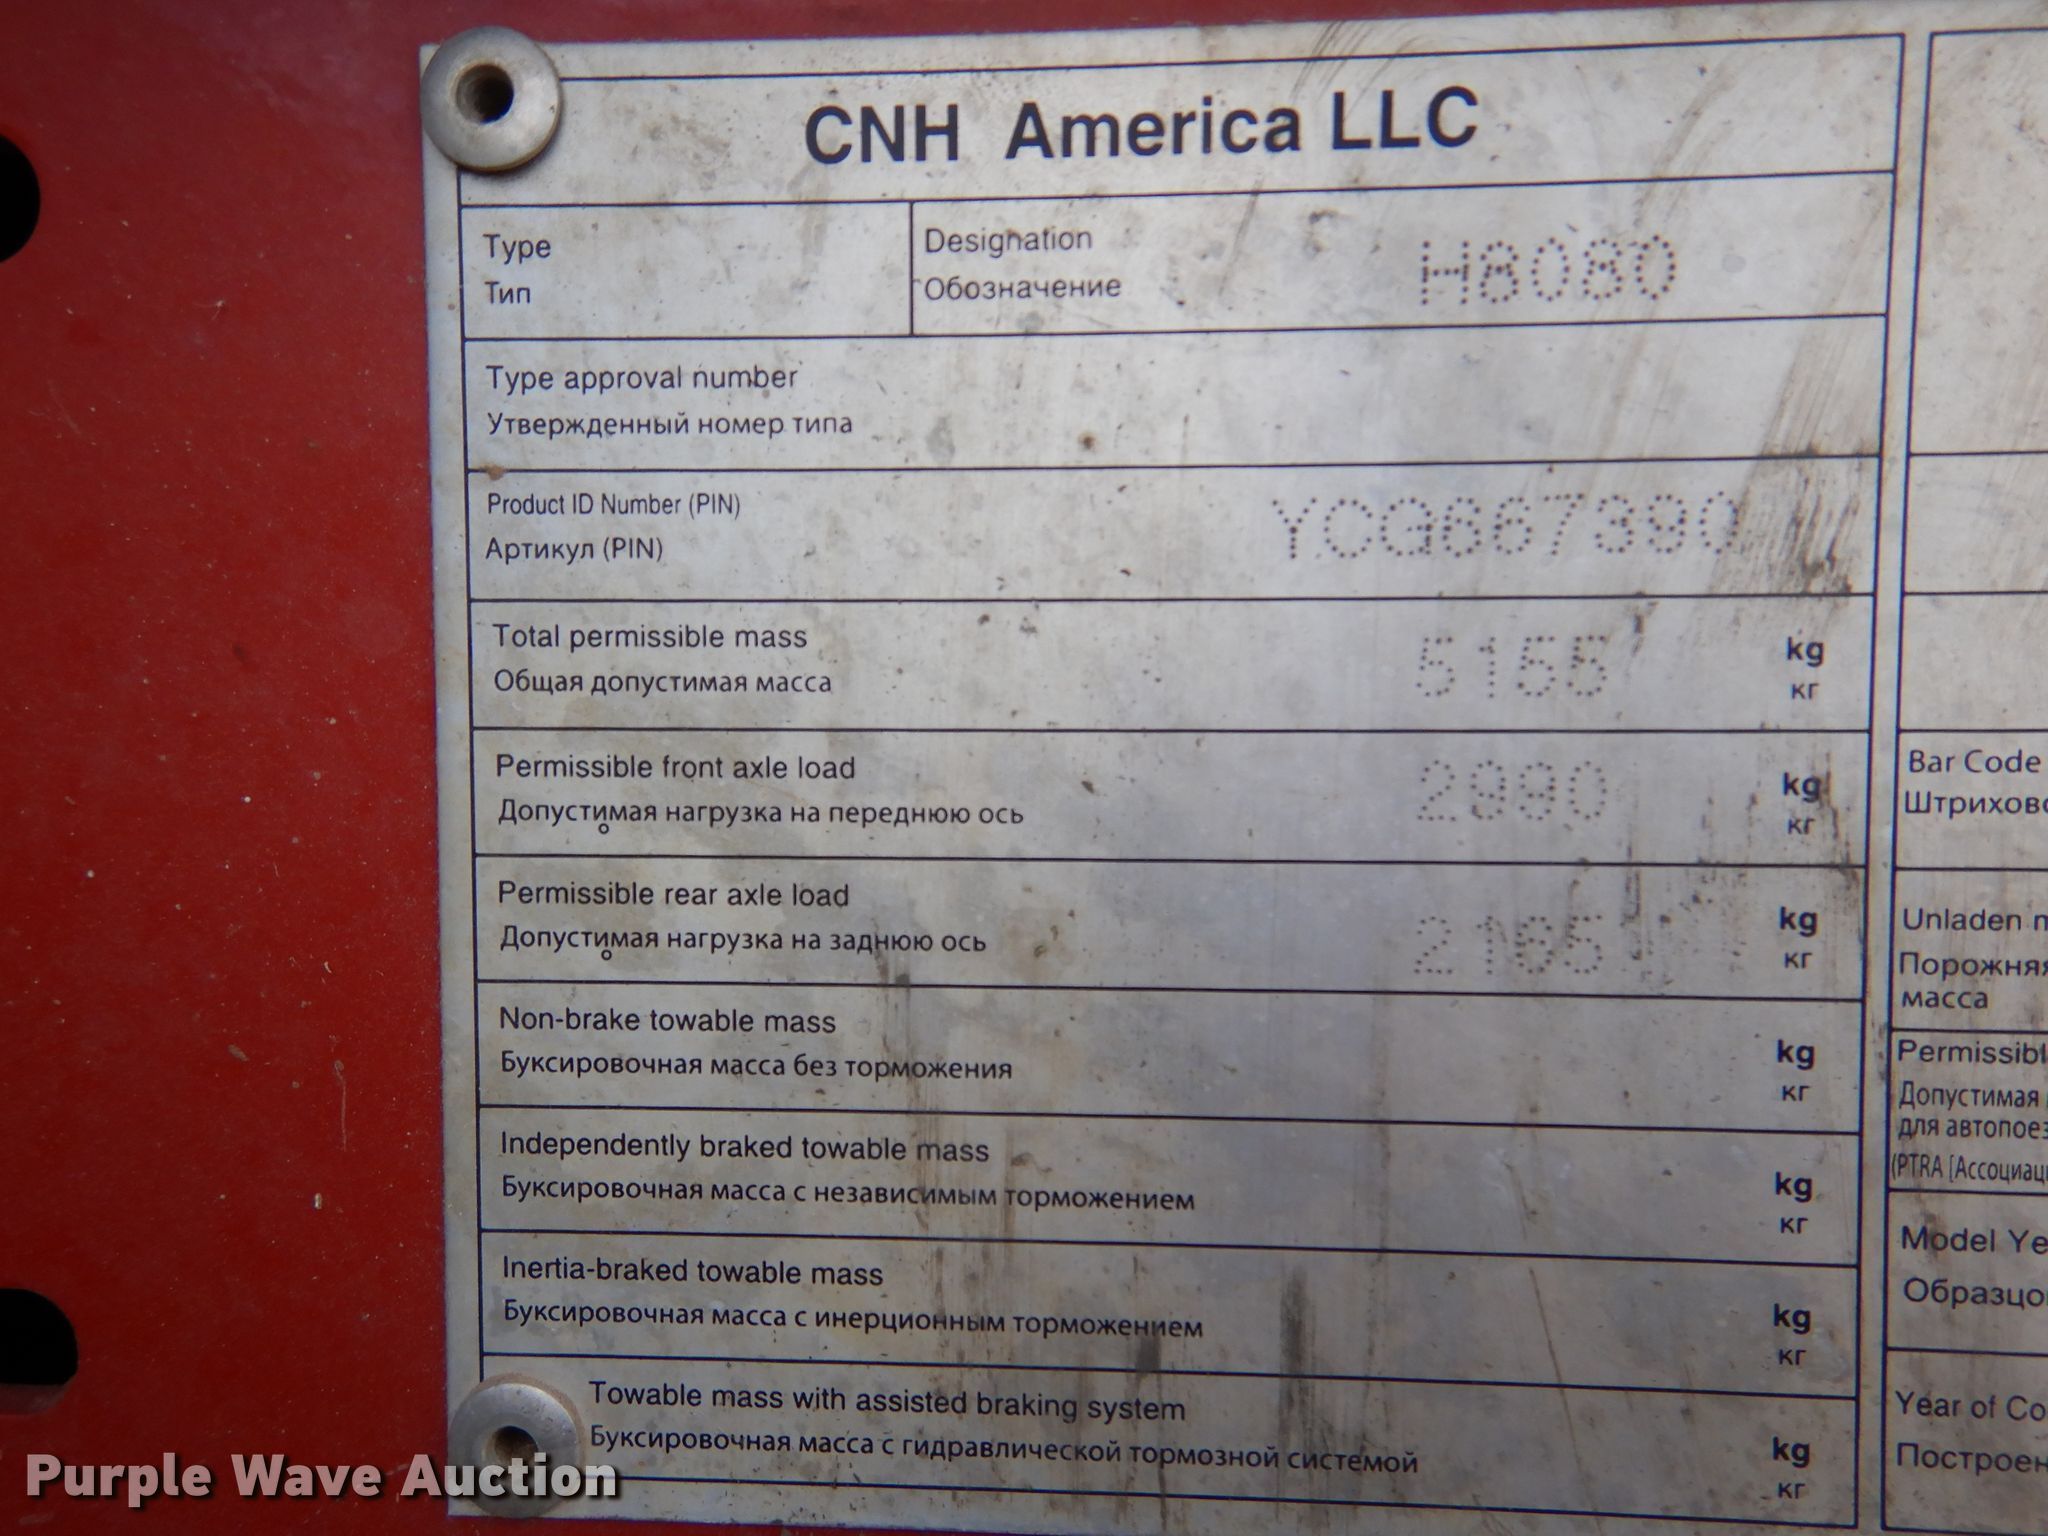 CNH America LLC
Type
Тип
Designation
Обозначение
H8080
Type approval number
Утвержденный номер типа
Product ID Number (PIN)
Артикул (PIN)
YCG667390
Total permissible mass
Общая допустимая масса
5155
kg
кг
Permissible front axle load
Допустимая нагрузка на переднюю ось
2990
kg
кг
Permissible rear axle load
Допустимая нагрузка на заднюю ось
2165
kg
кг
Non-brake towable mass
Буксировочная масса без торможения
kg
кг
Independently braked towable mass
Буксировочная масса с независимым торможением
kg
кг
Inertia-braked towable mass
Буксировочная масса с инерционным торможением
kg
кг
Towable mass with assisted braking system
Буксировочная масса с гидравлической тормозной системой
kg
кг
Bar Code
Unladen
Порожняя
масса
Допустимая
для
(PTRA
Model
Year of
Purple Wave Auction